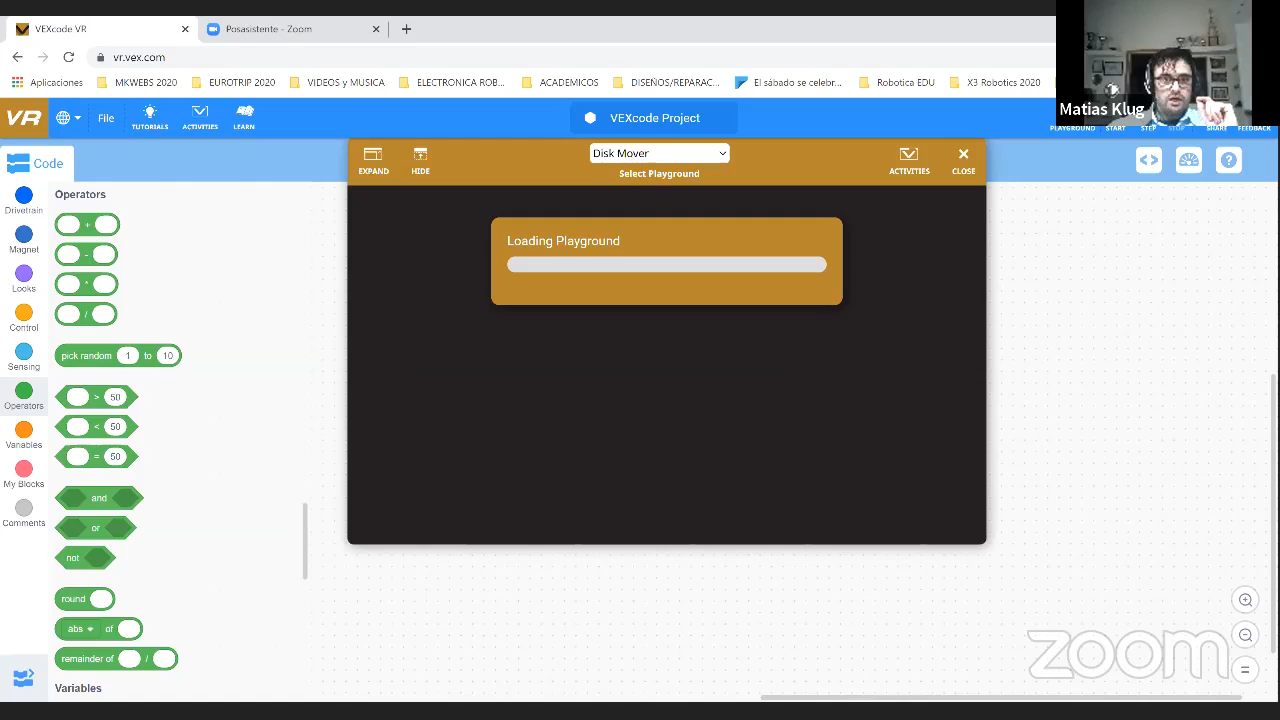 VEXcode VR
Posasistente - Zoom
vr.vex.com
Aplicaciones
MKWEBS 2020
EUROTRIP 2020
VIDEOS y MUSICA
ELECTRONICA ROB...
ACADEMICOS
DISEÑOS/REPARAC...
El sábado se celebr...
Robotica EDU
X3 Robotics 2020
Matias Klug
VR
File
TUTORIALS
ACTIVITIES
LEARN
VEXcode Project
PLAYGROUND
START
STEP
STOP
SHARE
FEEDBACK
Code
EXPAND
HIDE
Disk Mover
Select Playground
ACTIVITIES
CLOSE
Drivetrain
Magnet
Looks
Control
Sensing
Operators
Variables
My Blocks
Comments
Operators
+
-
*
/
pick random 1 to 10
> 50
< 50
= 50
and
or
not
round
abs of
remainder of /
Variables
Loading Playground
zoom